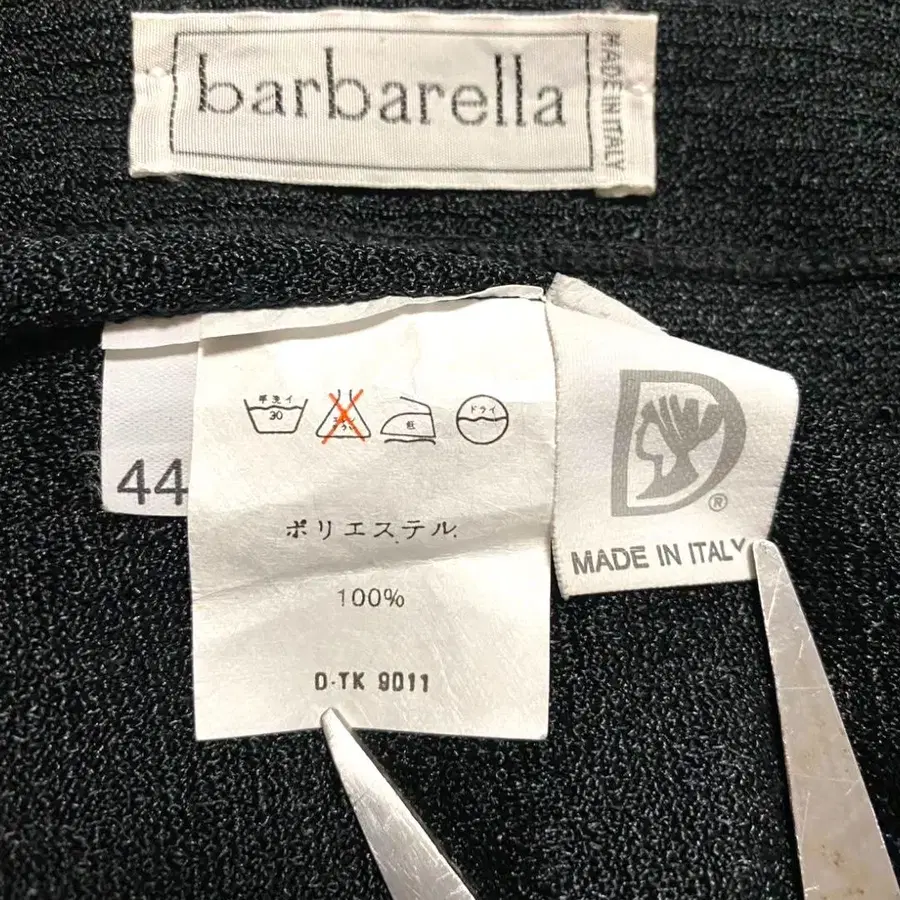 barbarella
MADE IN ITALY
44
手洗イ
30
ドライ
ポリエステル
100%
D-TK 9011
D
®
MADE IN ITALY